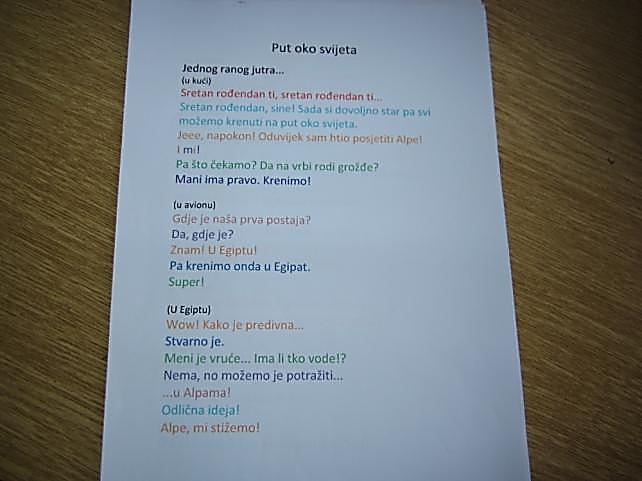 Put oko svijeta
Jednog ranog jutra...
(u kući)
Sretan rođendan ti, sretan rođendan ti...
Sretan rođendan, sine! Sada si dovoljno star pa svi
možemo krenuti na put oko svijeta.
Jeee, napokon! Oduvijek sam htio posjetiti Alpe!
I mi!
Pa što čekamo? Da na vrbi rodi grožđe?
Mani ima pravo. Krenimo!
(u avionu)
Gdje je naša prva postaja?
Da, gdje je?
Znam! U Egiptu!
Pa krenimo onda u Egipat.
Super!
(U Egiptu)
Wow! Kako je predivna...
Stvarno je.
Meni je vruće... Ima li tko vode!?
Nema, no možemo je potražiti...
...u Alpama!
Odlična ideja!
Alpe, mi stižemo!